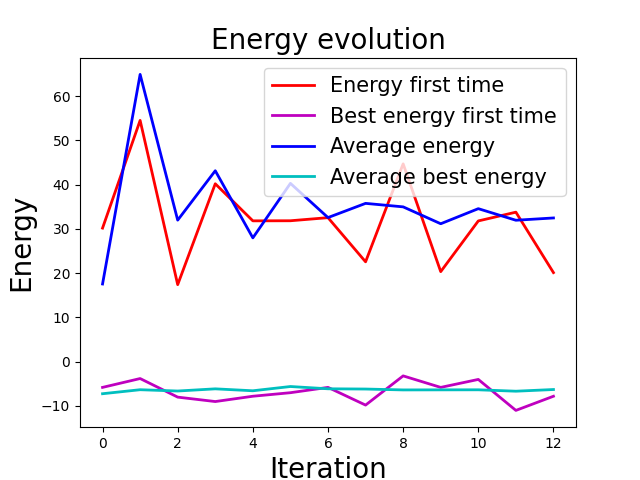 Energy evolution
Energy first time
Best energy first time
Average energy
Average best energy
Energy
60
50
40
30
20
10
0
−10
0 2 4 6 8 10 12
Iteration